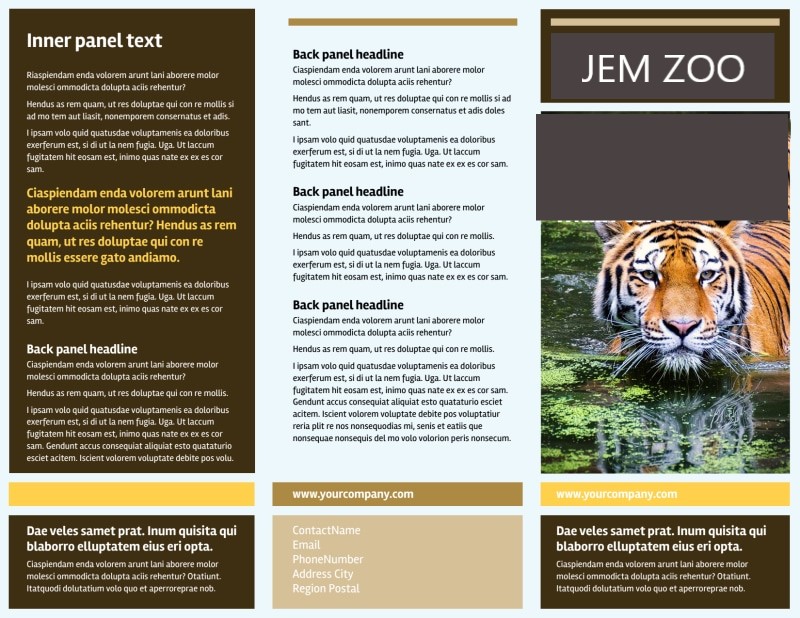 Inner panel text
Riaspiendam enda volorem arunt lani aborere molor
molesci ommodicta dolupta aciis rehentur?
Hendus as rem quam, ut res doluptae qui con re mollis si
ad mo tem aut liasit, nonemporem consernatus et adis.
I ipsam volo quid quatusdae voluptamenis ea doloribus
exerferum est, si di ut la nem fugia. Uga. Ut laccum
fugitatem hit eosam est, inimo quas nate ex ex es cor
sam.
Ciaspiendam enda volorem arunt lani
aborere molor molesci ommodicta
dolupta aciis rehentur? Hendus as rem
quam, ut res doluptae qui con re
mollis essere gato andiamo.
I ipsam volo quid quatusdae voluptamenis ea doloribus
exerferum est, si di ut la nem fugia. Uga. Ut laccum
fugitatem hit eosam est, inimo quas nate ex ex es cor
sam.
Back panel headline
Ciaspiendam enda volorem arunt lani aborere molor
molesci ommodicta dolupta aciis rehentur?
Hendus as rem quam, ut res doluptae qui con re mollis.
I ipsam volo quid quatusdae voluptamenis ea doloribus
exerferum est, si di ut la nem fugia. Uga. Ut laccum
fugitatem hit eosam est, inimo quas nate ex ex es cor
sam. Gendunt accus consequiat aliquiat esto quataturio
esciet acitem. Iscient volorem voluptate debite pos volu.
Dae veles samet prat. Inum quisita qui
blaborro elluptatem eius eri opta.
Ciaspiendam enda volorem arunt lani aborere molor
molesci ommodicta dolupta aciis rehentur? Otatiunt.
Itatquodi dolutatium volo quo et aperroreprae nob.
Back panel headline
Ciaspiendam enda volorem arunt lani aborere molor
molesci ommodicta dolupta aciis rehentur?
Hendus as rem quam, ut res doluptae qui con re mollis si ad
mo tem aut liasit, nonemporem consernatus et adis doles
sant.
I ipsam volo quid quatusdae voluptamenis ea doloribus
exerferum est, si di ut la nem fugia. Uga. Ut laccum
fugitatem hit eosam est, inimo quas nate ex ex es cor sam.
Back panel headline
Ciaspiendam enda volorem arunt lani aborere molor
molesci ommodicta dolupta aciis rehentur?
Hendus as rem quam, ut res doluptae qui con re mollis.
I ipsam volo quid quatusdae voluptamenis ea doloribus
exerferum est, si di ut la nem fugia. Uga. Ut laccum
fugitatem hit eosam est, inimo quas nate ex ex es cor sam.
Back panel headline
Ciaspiendam enda volorem arunt lani aborere molor
molesci ommodicta dolupta aciis rehentur?
Hendus as rem quam, ut res doluptae qui con re mollis.
I ipsam volo quid quatusdae voluptamenis ea doloribus
exerferum est, si di ut la nem fugia. Uga. Ut laccum
fugitatem hit eosam est, inimo quas nate ex ex es cor sam.
Gendunt accus consequiat aliquiat esto quataturio esciet
acitem. Iscient volorem voluptate debite pos voluptatiur
reria plit re nos nonsequodias mi, senis et eatiis que
nonsequae nonsequis del mo volo volorion peris nonsecum.
www.yourcompany.com
ContactName
Email
PhoneNumber
Address City
Region Postal
JEM ZOO
www.yourcompany.com
Dae veles samet prat. Inum quisita qui
blaborro elluptatem eius eri opta.
Ciaspiendam enda volorem arunt lani aborere molor
molesci ommodicta dolupta aciis rehentur? Otatiunt.
Itatquodi dolutatium volo quo et aperroreprae nob.